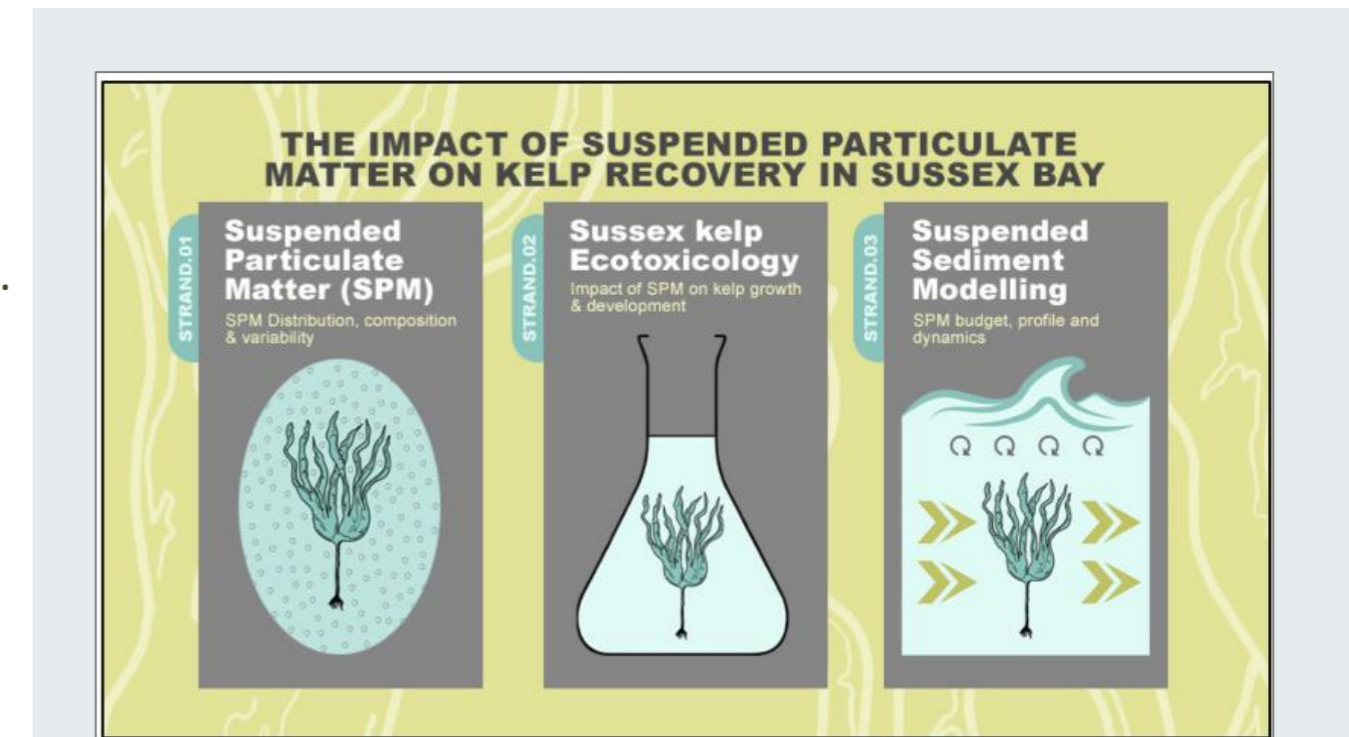 THE IMPACT OF SUSPENDED PARTICULATE
MATTER ON KELP RECOVERY IN SUSSEX BAY
STRAND.01
Suspended
Particulate
Matter (SPM)
SPM Distribution, composition
& variability
STRAND.02
Sussex kelp
Ecotoxicology
Impact of SPM on kelp growth
& development
STRAND.03
Suspended
Sediment
Modelling
SPM budget, profile and
dynamics